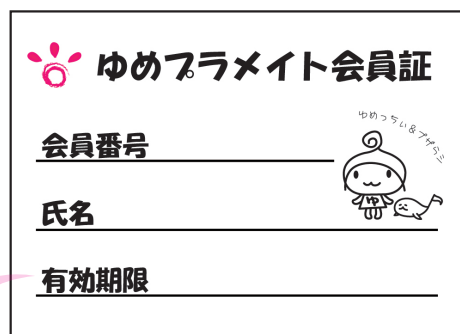 ゆめプラメイト会員証
ゆめっちぃ&プザラシ
会員番号
ゆ
氏名
有効期限